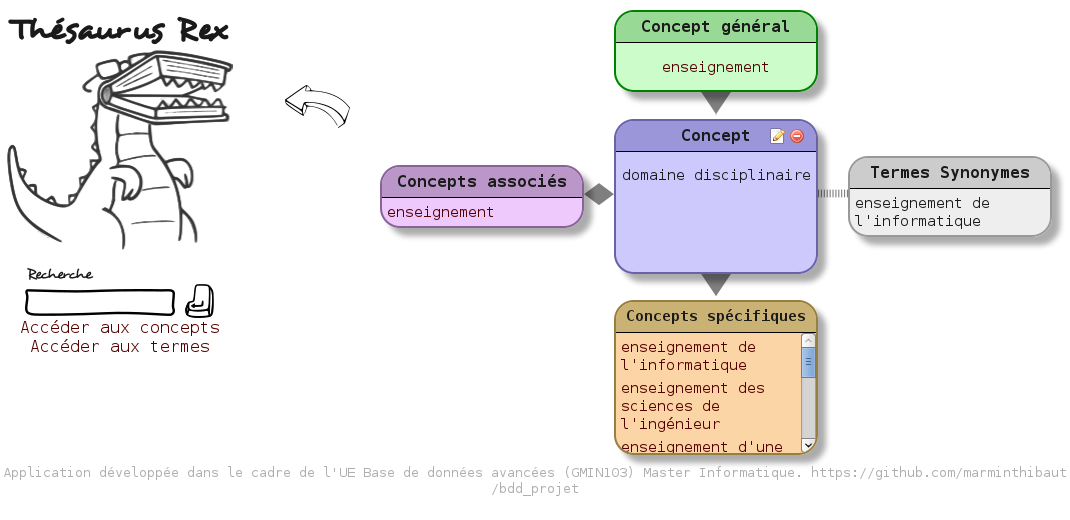 Thésaurus Rex
Recherche
Accéder aux concepts
Accéder aux termes
Concept général
enseignement
Concept
domaine disciplinaire
Concepts associés
enseignement
Termes Synonymes
enseignement de
l'informatique
Concepts spécifiques
enseignement de
l'informatique
enseignement des
sciences de
l'ingénieur
enseignement d'une
Application développée dans le cadre de l'UE Base de données avancées (GMIN103) Master Informatique. https://github.com/marminthibaut
/bdd_projet